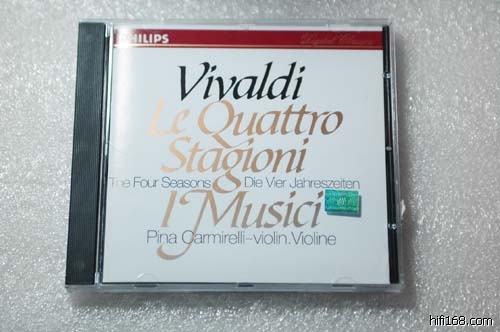 PHILIPS Digital Classics
Vivaldi
Le Quattro
Stagioni
The Four Seasons Die Vier Jahreszeiten
I Musici
Pina Carmirelli-violin.Violine
hifi168.com